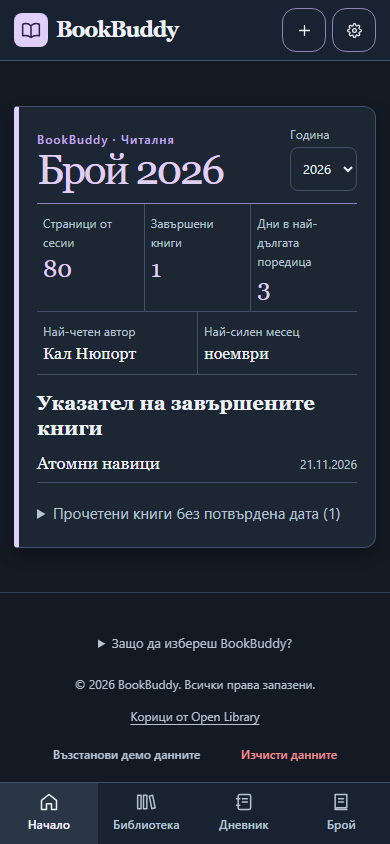 BookBuddy
BookBuddy · Читалня
Брой 2026
Година
2026
Страници от
сесии
80
Завършени
книги
1
Дни в най-
дългата
поредица
3
Най-четен автор
Кал Нюпорт
Най-силен месец
ноември
Указател на завършените
книги
Атомни навици 21.11.2026
Прочетени книги без потвърдена дата (1)
Защо да избереш BookBuddy?
© 2026 BookBuddy. Всички права запазени.
Корици от Open Library
Възстанови демо данните Изчисти данните
Начало Библиотека Дневник Брой